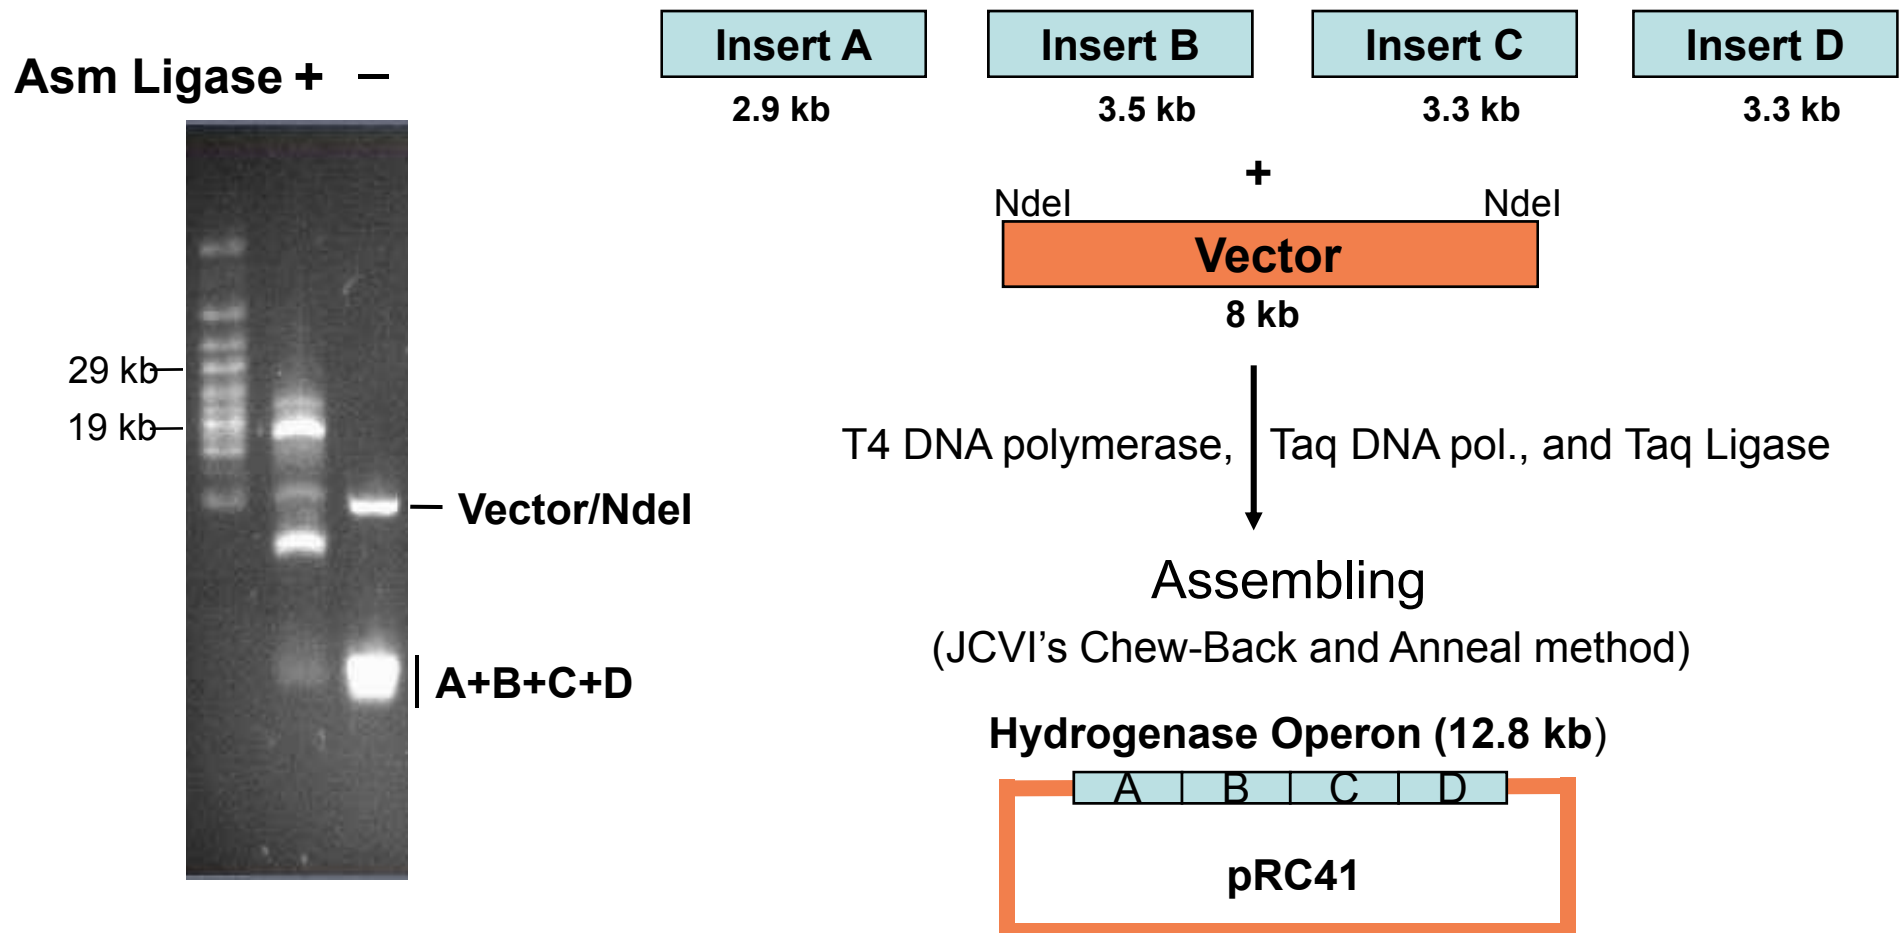 Asm Ligase + –
29 kb
19 kb
Vector/NdeI
A+B+C+D
Insert A
Insert B
Insert C
Insert D
2.9 kb
3.5 kb
3.3 kb
3.3 kb
+
NdeI
NdeI
Vector
8 kb
T4 DNA polymerase, Taq DNA pol., and Taq Ligase
Assembling
(JCVI's Chew-Back and Anneal method)
Hydrogenase Operon (12.8 kb)
A B C D
pRC41